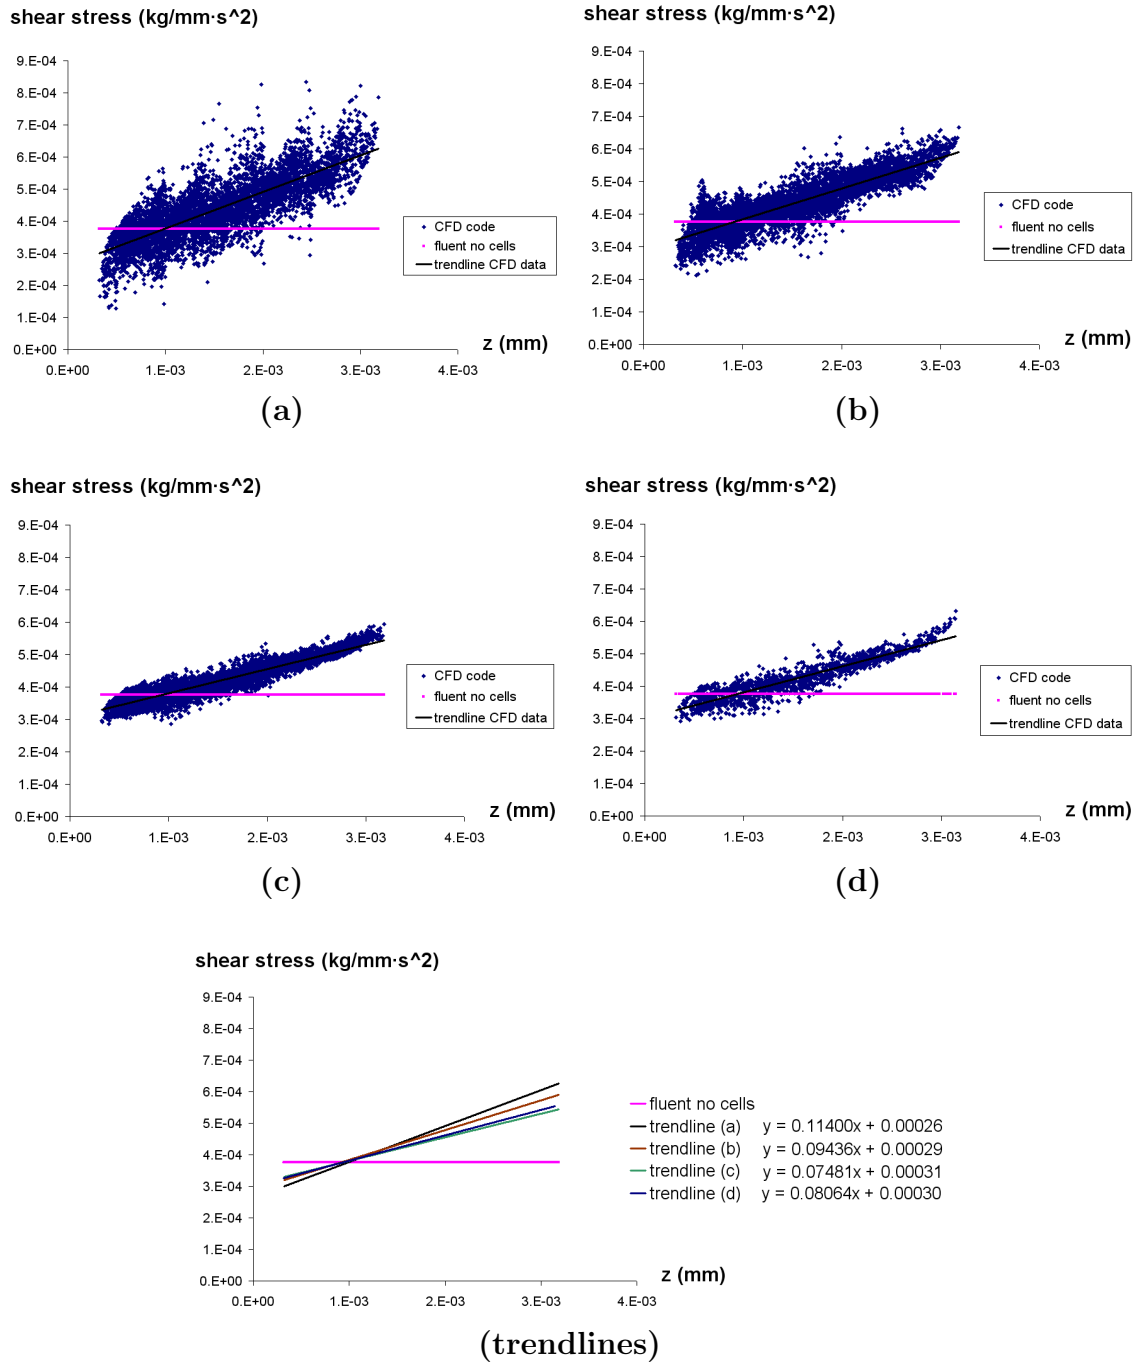 shear stress (kg/mm·s^2)
9.E-04
8.E-04
7.E-04
6.E-04
5.E-04
4.E-04
3.E-04
2.E-04
1.E-04
0.E+00
0.E+00 1.E-03 2.E-03 3.E-03 4.E-03
z (mm)
CFD code
fluent no cells
trendline CFD data
(a)
shear stress (kg/mm·s^2)
9.E-04
8.E-04
7.E-04
6.E-04
5.E-04
4.E-04
3.E-04
2.E-04
1.E-04
0.E+00
0.E+00 1.E-03 2.E-03 3.E-03 4.E-03
z (mm)
CFD code
fluent no cells
trendline CFD data
(b)
shear stress (kg/mm·s^2)
9.E-04
8.E-04
7.E-04
6.E-04
5.E-04
4.E-04
3.E-04
2.E-04
1.E-04
0.E+00
0.E+00 1.E-03 2.E-03 3.E-03 4.E-03
z (mm)
CFD code
fluent no cells
trendline CFD data
(c)
shear stress (kg/mm·s^2)
9.E-04
8.E-04
7.E-04
6.E-04
5.E-04
4.E-04
3.E-04
2.E-04
1.E-04
0.E+00
0.E+00 1.E-03 2.E-03 3.E-03 4.E-03
z (mm)
CFD code
fluent no cells
trendline CFD data
(d)
shear stress (kg/mm·s^2)
9.E-04
8.E-04
7.E-04
6.E-04
5.E-04
4.E-04
3.E-04
2.E-04
1.E-04
0.E+00
0.E+00 1.E-03 2.E-03 3.E-03 4.E-03
z (mm)
fluent no cells
trendline (a) y = 0.11400x + 0.00026
trendline (b) y = 0.09436x + 0.00029
trendline (c) y = 0.07481x + 0.00031
trendline (d) y = 0.08064x + 0.00030
(trendlines)